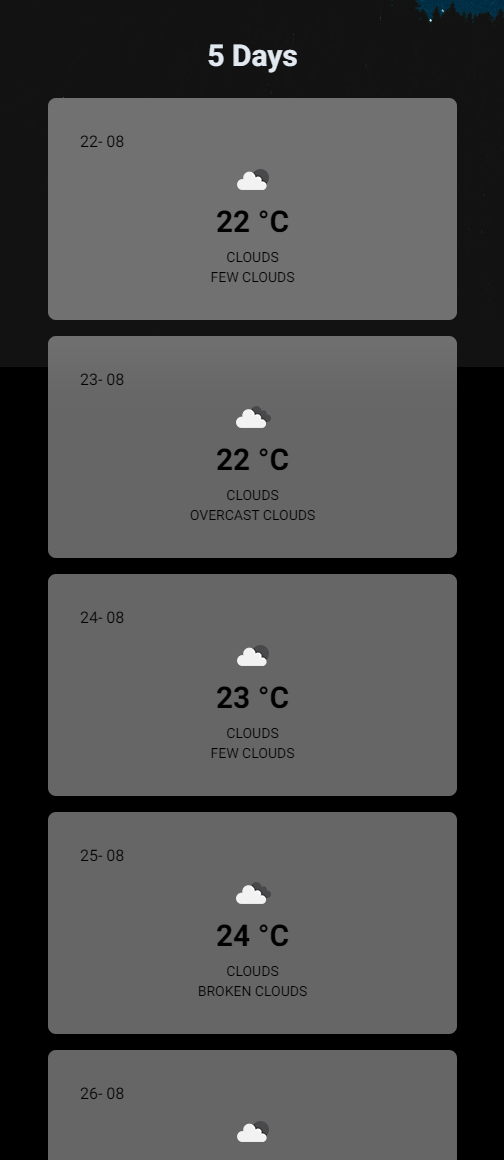 5 Days
22- 08
22 °C
CLOUDS
FEW CLOUDS
23- 08
22 °C
CLOUDS
OVERCAST CLOUDS
24- 08
23 °C
CLOUDS
FEW CLOUDS
25- 08
24 °C
CLOUDS
BROKEN CLOUDS
26- 08